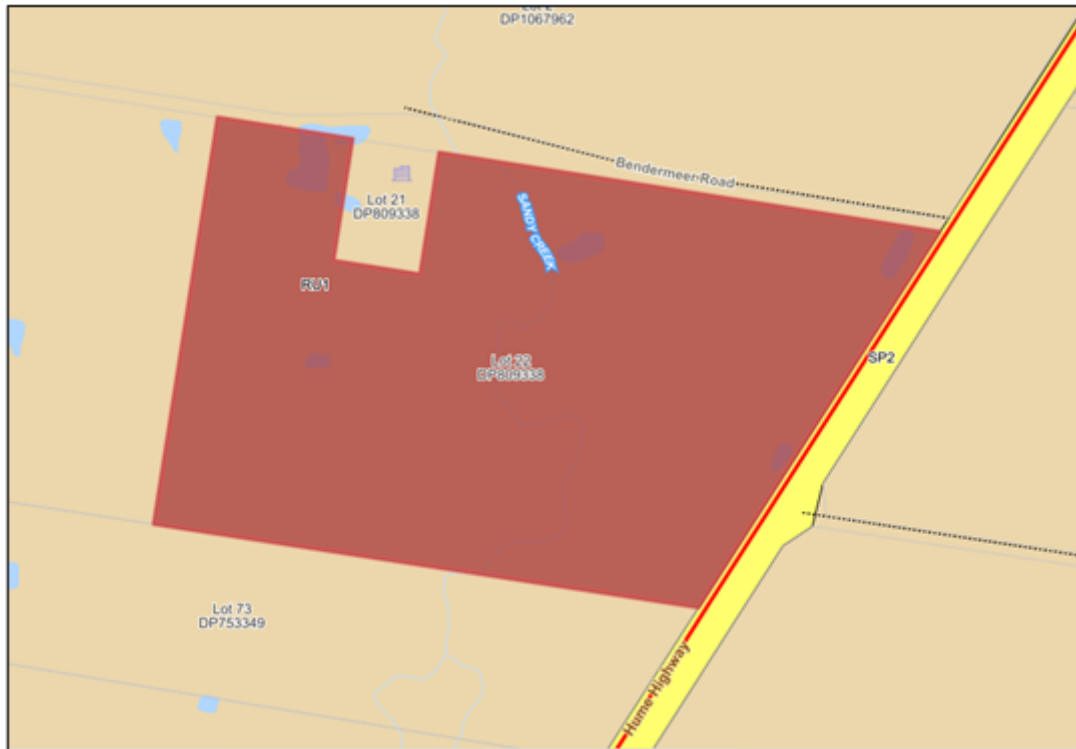 DP1067962
Bendermeer Road
Lot 21
DP809338
SANDY CREEK
RU1
Lot 22
DP809338
SP2
Lot 73
DP753349
Hume Highway